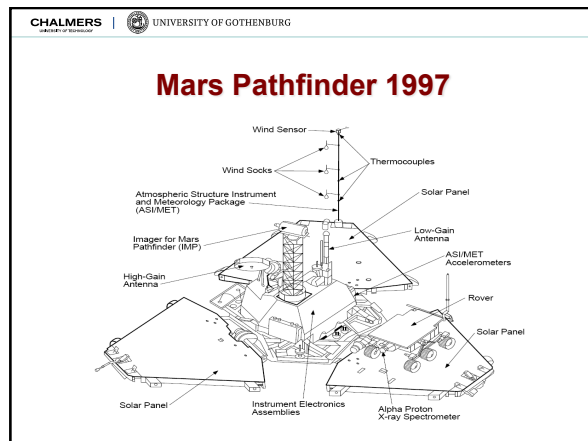 CHALMERS
UNIVERSITY OF TECHNOLOGY
UNIVERSITY OF GOTHENBURG
Mars Pathfinder 1997
Wind Sensor
Wind Socks
Thermocouples
Atmospheric Structure Instrument
and Meteorology Package
(ASI/MET)
Solar Panel
Imager for Mars
Pathfinder (IMP)
Low-Gain
Antenna
High-Gain
Antenna
ASI/MET
Accelerometers
Rover
Solar Panel
Solar Panel
Instrument Electronics
Assemblies
Alpha Proton
X-ray Spectrometer